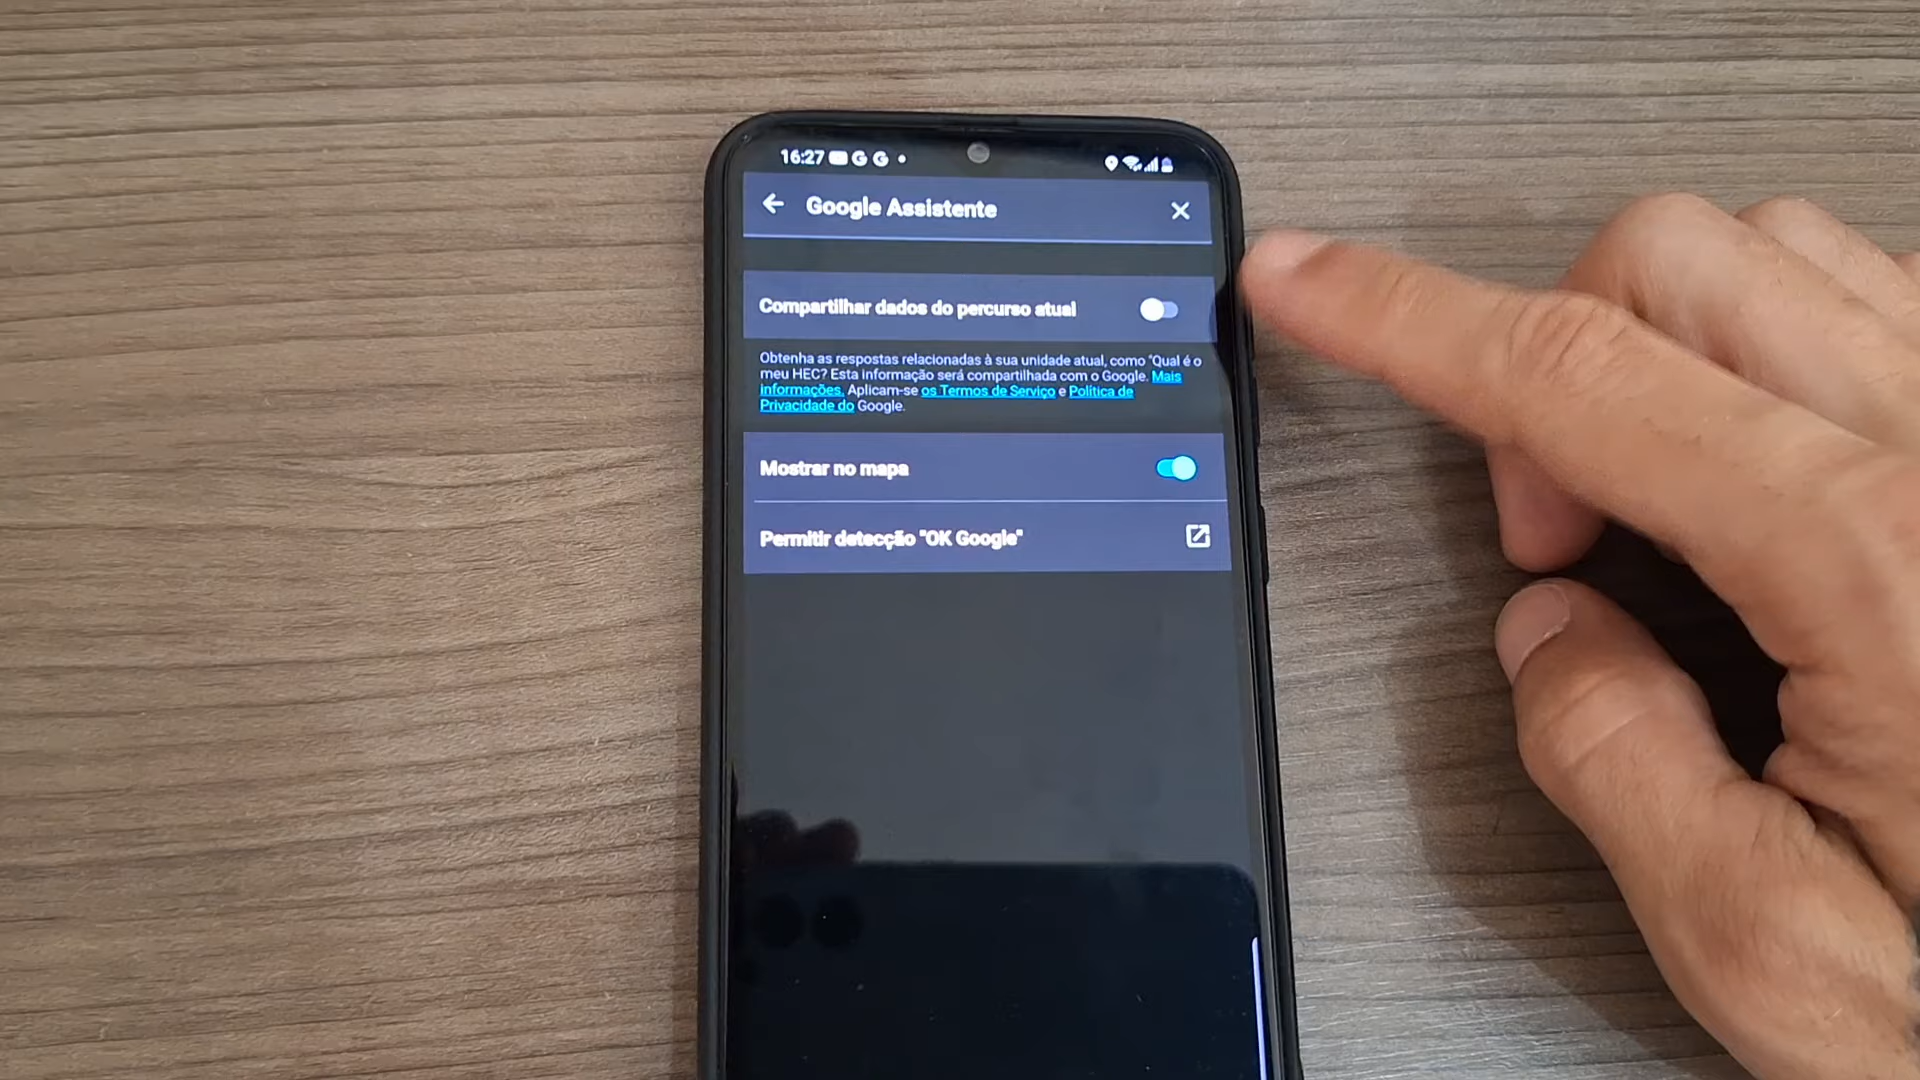 16:27
Google Assistente
Compartilhar dados do percurso atual
Obtenha as respostas relacionadas à sua unidade atual, como "Qual é o
meu HEC? Esta informação será compartilhada com o Google. Mais
informações. Aplicam-se os Termos de Serviço e Política de
Privacidade do Google.
Mostrar no mapa
Permitir detecção "OK Google"